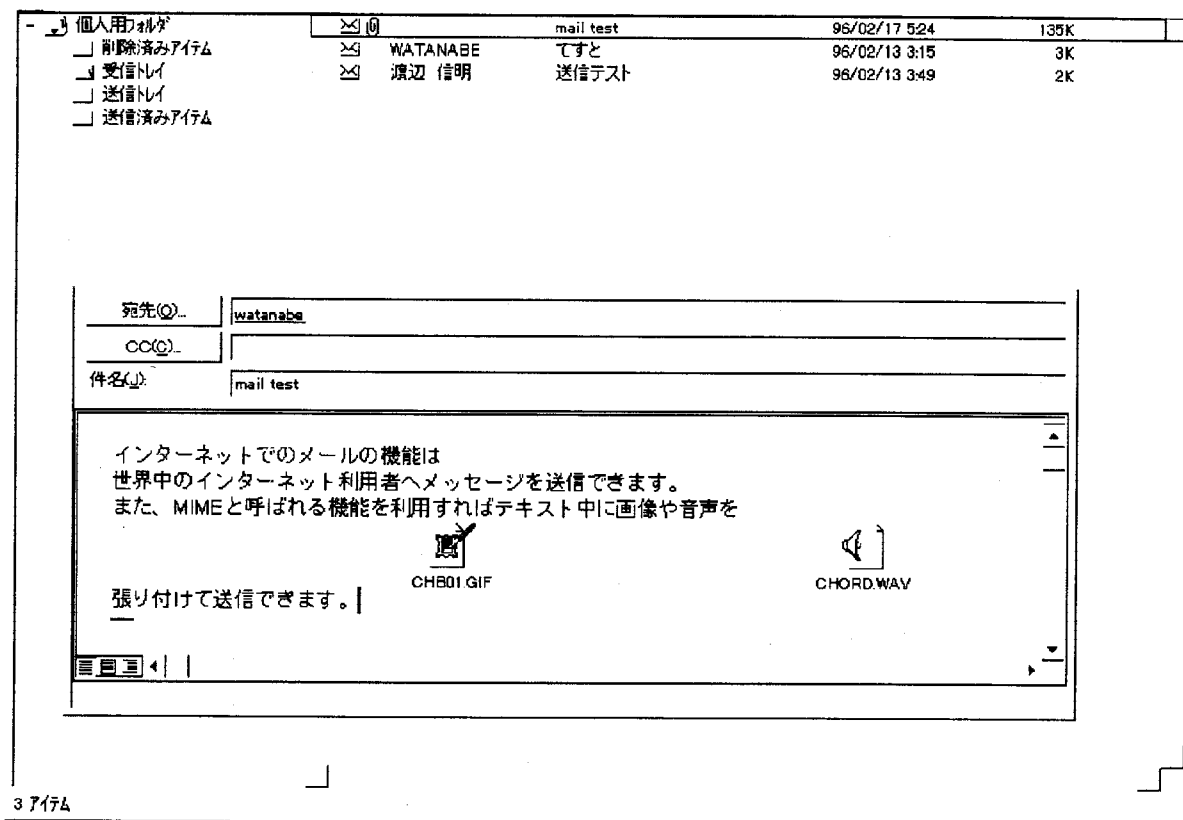 個人用フォルダ
mail test 96/02/17 5:24 135K
削除済みアイテム WATANABE てすと 96/02/13 3:15 3K
受信トレイ 渡辺 信明 送信テスト 96/02/13 3:49 2K
送信トレイ
送信済みアイテム
宛先(O)... watanabe
CC(C)...
件名(J): mail test
インターネットでのメールの機能は
世界中のインターネット利用者へメッセージを送信できます。
また、MIMEと呼ばれる機能を利用すればテキスト中に画像や音声を
CHB01.GIF CHORD.WAV
張り付けて送信できます。
3 アイテム